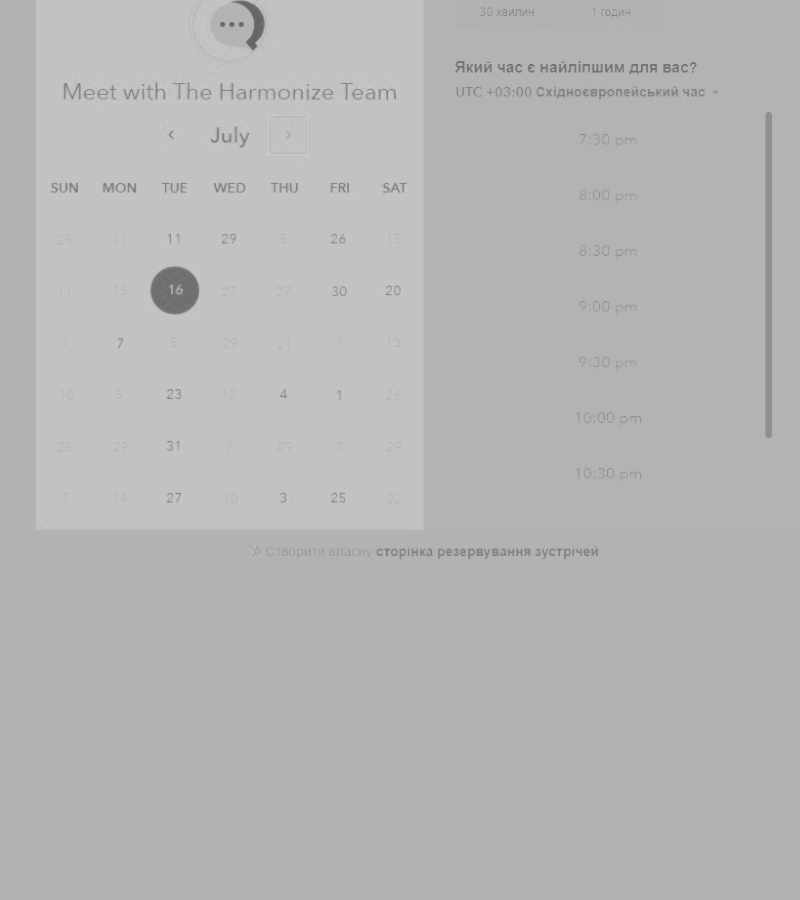 30 хвилин 1 годин
Meet with The Harmonize Team
July
SUN MON TUE WED THU FRI SAT
25 11 11 29 5 26 15
11 15 16 27 27 30 20
1 7 5 29 21 7 13
10 5 23 12 4 1 26
25 29 31 7 29 3 29
2 14 27 10 3 25 22
Який час є найліпшим для вас?
UTC +03:00 Східноєвропейський час
7:30 pm
8:00 pm
8:30 pm
9:00 pm
9:30 pm
10:00 pm
10:30 pm
Створити власну сторінка резервування зустрічей